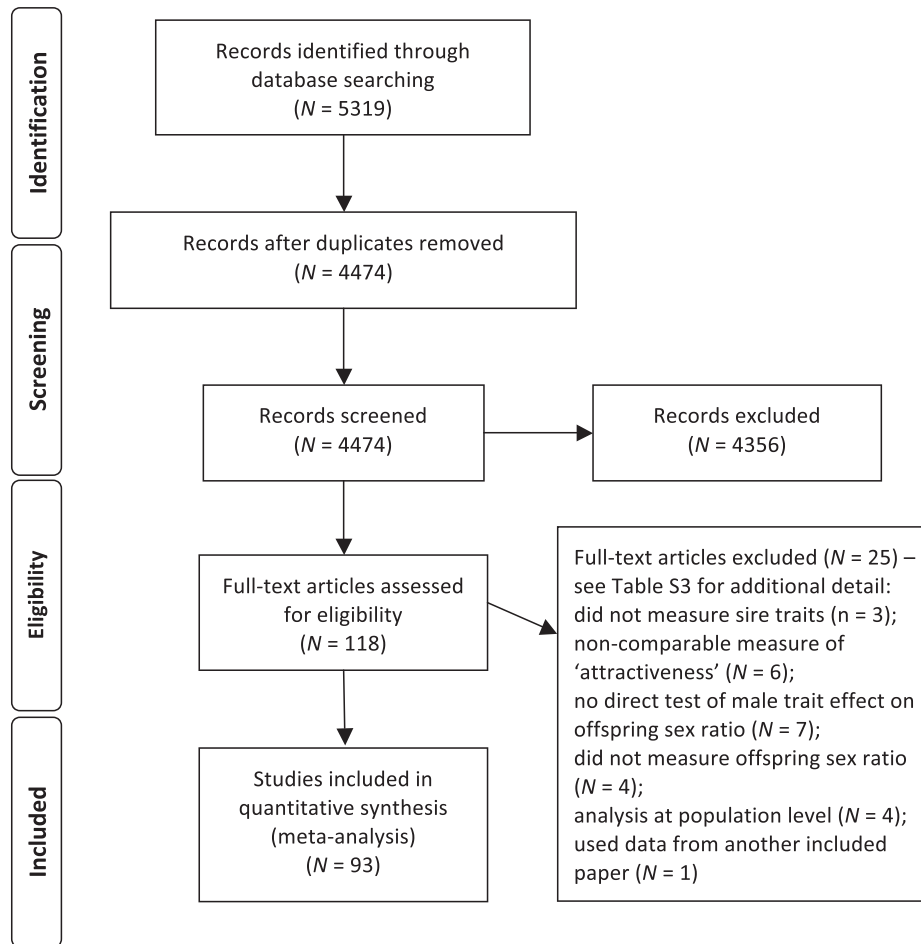 Identification
Records identified through
database searching
(N = 5319)
Records after duplicates removed
(N = 4474)
Screening
Records screened
(N = 4474)
Records excluded
(N = 4356)
Eligibility
Full-text articles assessed
for eligibility
(N = 118)
Full-text articles excluded (N = 25) –
see Table S3 for additional detail:
did not measure sire traits (n = 3);
non-comparable measure of
‘attractiveness’ (N = 6);
no direct test of male trait effect on
offspring sex ratio (N = 7);
did not measure offspring sex ratio
(N = 4);
analysis at population level (N = 4);
used data from another included
paper (N = 1)
Included
Studies included in
quantitative synthesis
(meta-analysis)
(N = 93)